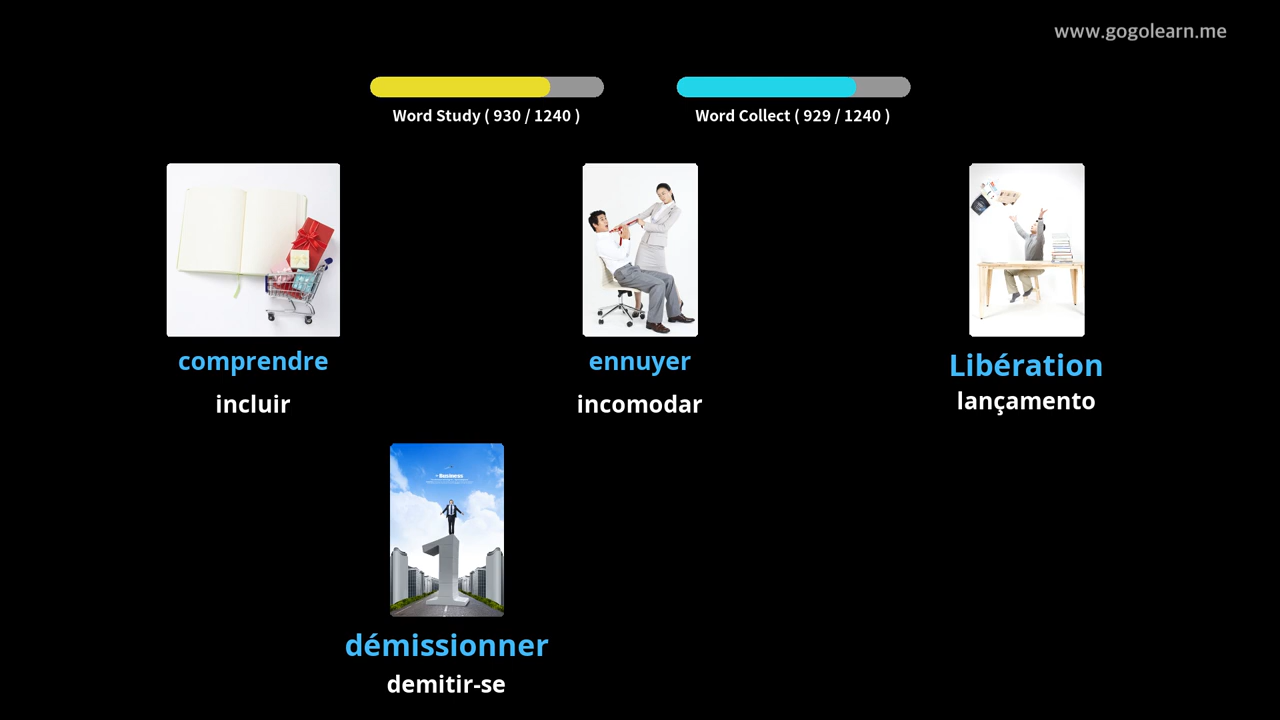 www.gogolearn.me
Word Study ( 930 / 1240 )
Word Collect ( 929 / 1240 )
comprendre
ennuyer
Libération
incluir
incomodar
lançamento
Business
démissionner
demitir-se